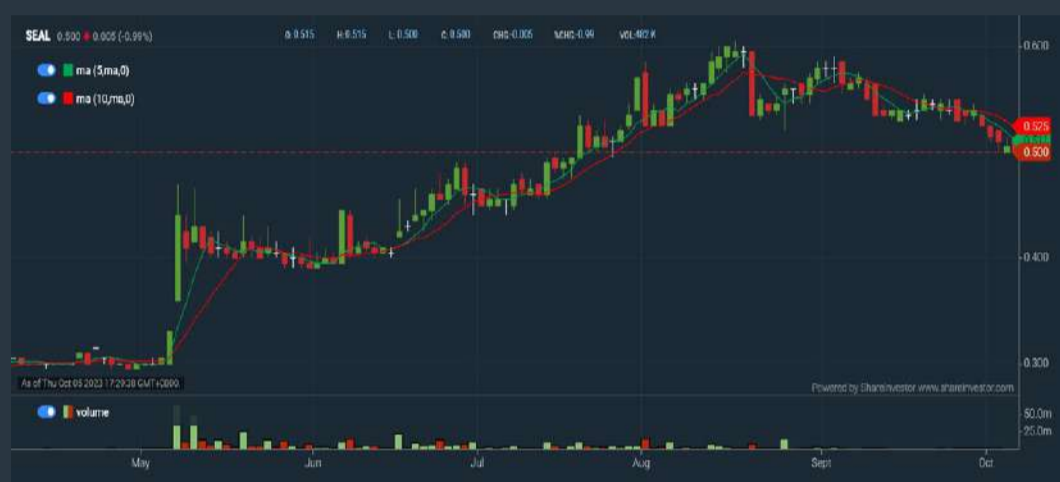 SEAL 0.500 0.005 (-0.99%) O: 0.515 H: 0.515 L: 0.500 C: 0.500 CHG:-0.005 %CHG:-0.99 VOL:482 K
ma (5,ma,0)
ma (10,ma,0)
0.600
0.525
0.500
0.400
0.300
As of Thu Oct 05 2023 17:29:38 GMT+0800.
Powered by ShareInvestor www.shareinvestor.com
volume
50.0m
25.0m
May Jun Jul Aug Sept Oct